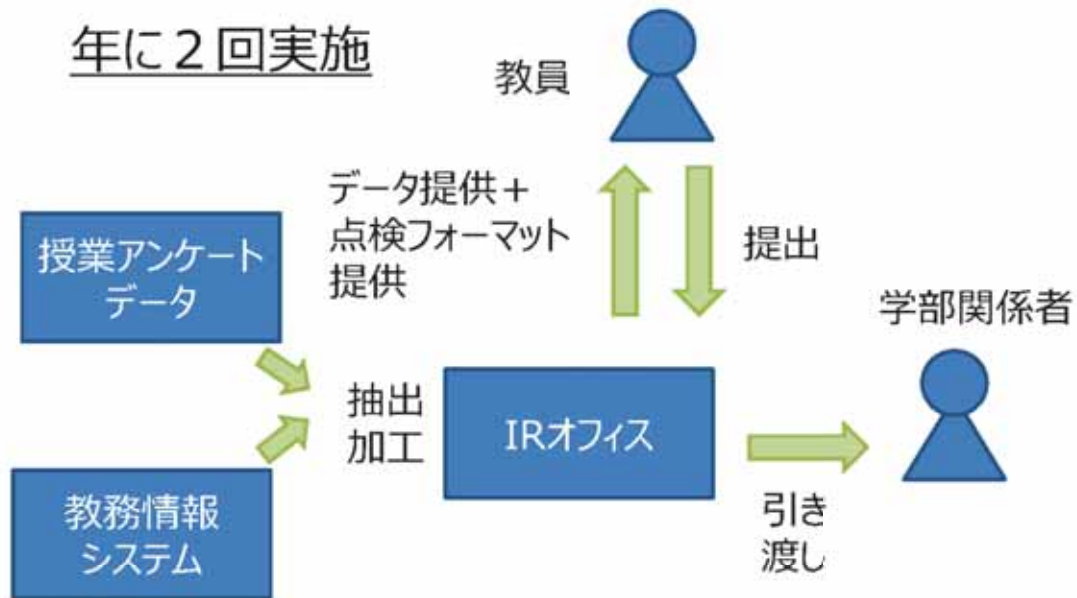 年に２回実施
教員
データ提供＋
点検フォーマット
提供
提出
授業アンケート
データ
学部関係者
抽出
加工
IRオフィス
教務情報
システム
引き
渡し